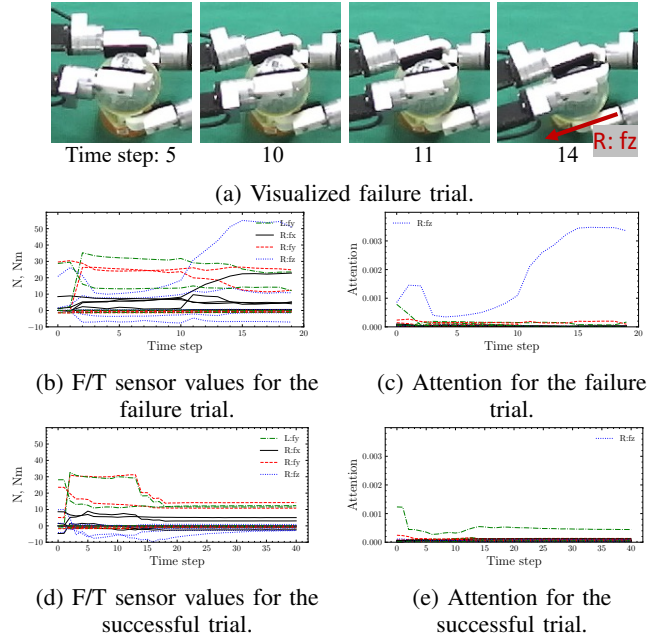 Time step: 5 10 11 14
R: fz
(a) Visualized failure trial.
N, Nm
50
40
30
20
10
0
−10
0 5 10 15 20
Time step
L:fy
R:fx
R:fy
R:fz
Attention
0.003
0.002
0.001
0.000
0 5 10 15 20
Time step
R:fz
(b) F/T sensor values for the
failure trial.
(c) Attention for the failure
trial.
N, Nm
50
40
30
20
10
0
−10
0 5 10 15 20 25 30 35 40
Time step
L:fy
R:fx
R:fy
R:fz
Attention
0.003
0.002
0.001
0.000
0 5 10 15 20 25 30 35 40
Time step
R:fz
(d) F/T sensor values for the
successful trial.
(e) Attention for the
successful trial.